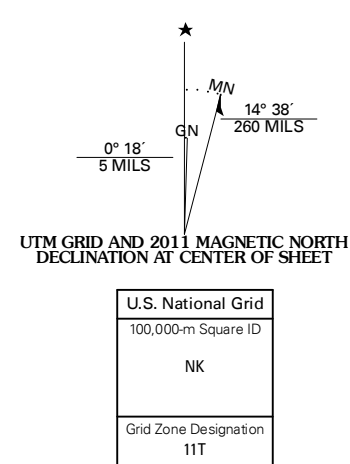 MN
GN
14° 38´
260 MILS
0° 18´
5 MILS
UTM GRID AND 2011 MAGNETIC NORTH
DECLINATION AT CENTER OF SHEET
U.S. National Grid
100,000-m Square ID
NK
Grid Zone Designation
11T